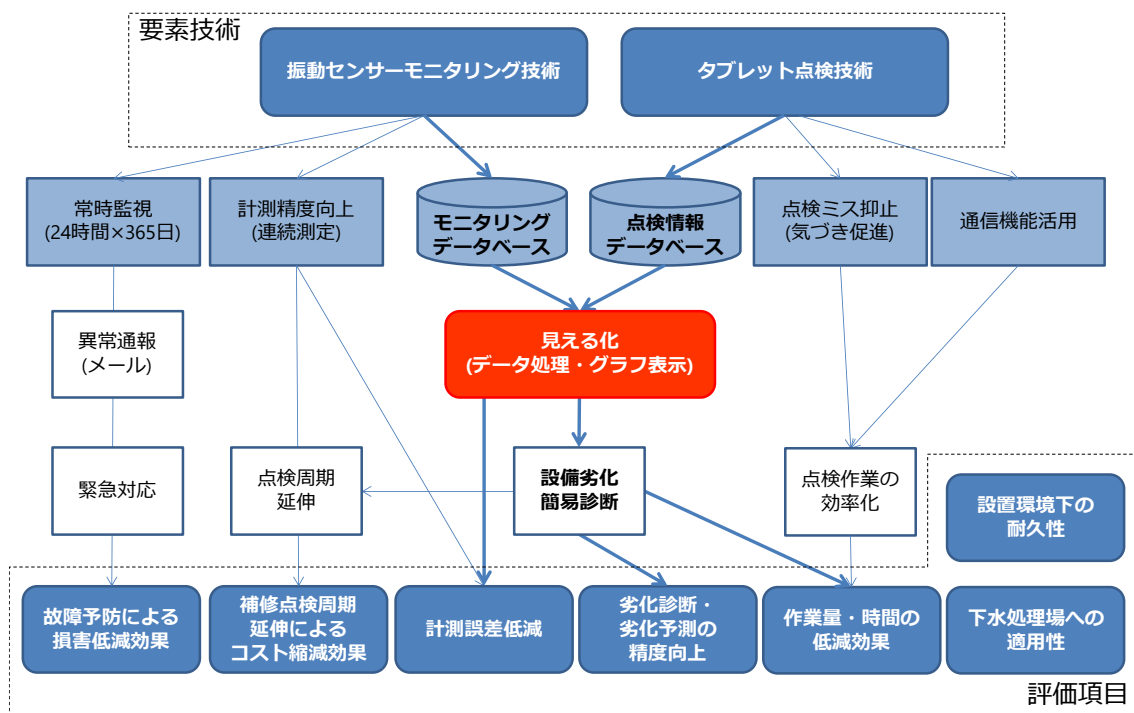 要素技術
振動センサーモニタリング技術
タブレット点検技術
常時監視
(24時間×365日)
計測精度向上
(連続測定)
モニタリング
データベース
点検情報
データベース
点検ミス抑止
(気づき促進)
通信機能活用
異常通報
(メール)
見える化
(データ処理・グラフ表示)
緊急対応
点検周期
延伸
設備劣化
簡易診断
点検作業の
効率化
設置環境下の
耐久性
故障予防による
損害低減効果
補修点検周期
延伸による
コスト縮減効果
計測誤差低減
劣化診断・
劣化予測の
精度向上
作業量・時間の
低減効果
下水処理場への
適用性
評価項目